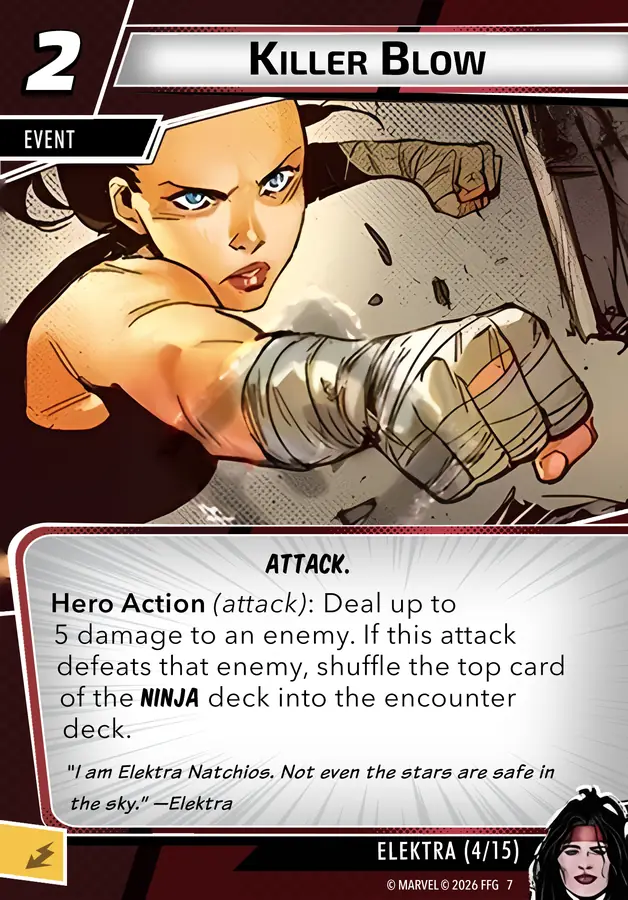 2
KILLER BLOW
EVENT
ATTACK.
Hero Action (attack): Deal up to
5 damage to an enemy. If this attack
defeats that enemy, shuffle the top card
of the NINJA deck into the encounter
deck.
"I am Elektra Natchios. Not even the stars are safe in
the sky." —Elektra
ELEKTRA (4/15)
© MARVEL © 2026 FFG 7